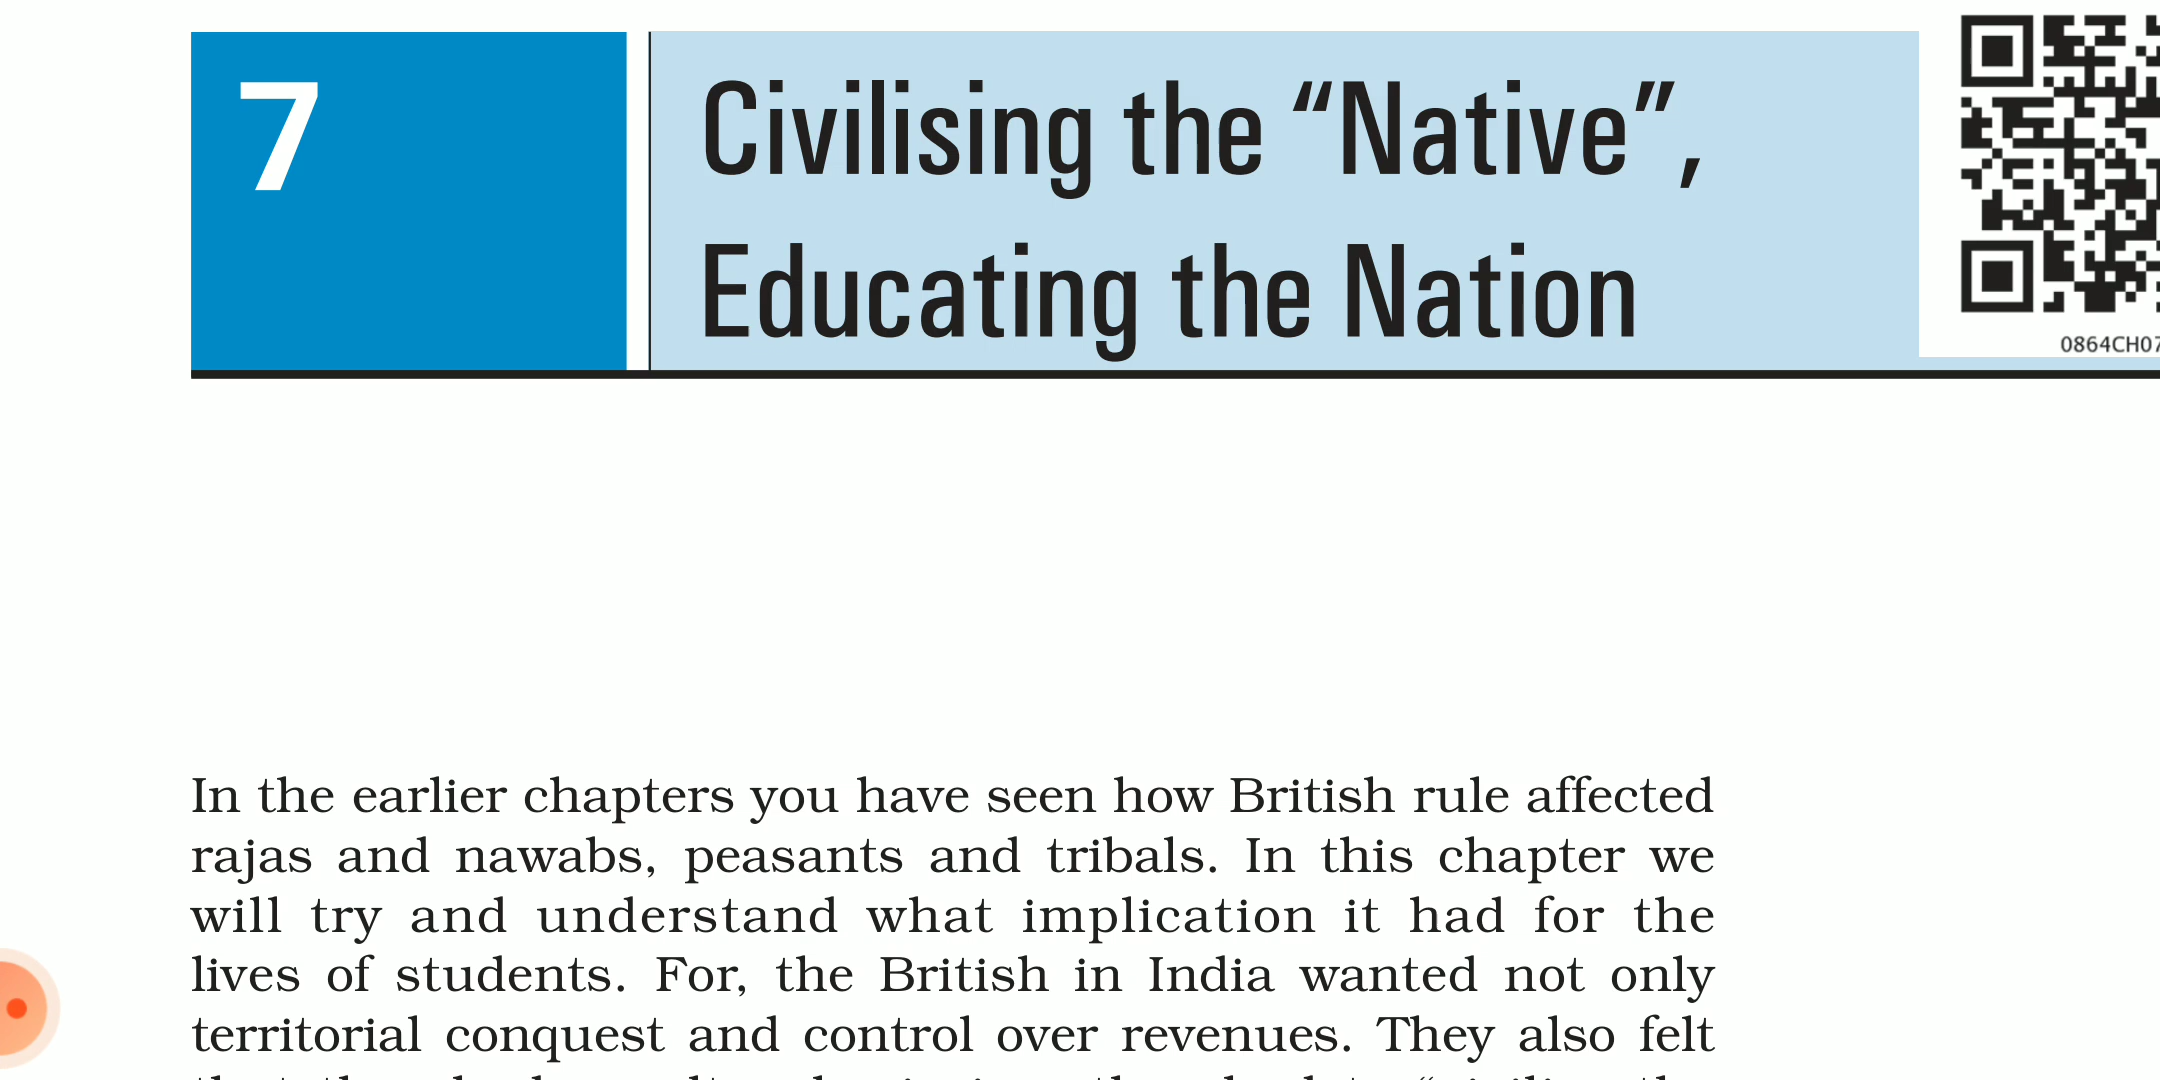 7
Civilising the “Native”,
Educating the Nation
0864CH07
In the earlier chapters you have seen how British rule affected
rajas and nawabs, peasants and tribals. In this chapter we
will try and understand what implication it had for the
lives of students. For, the British in India wanted not only
territorial conquest and control over revenues. They also felt